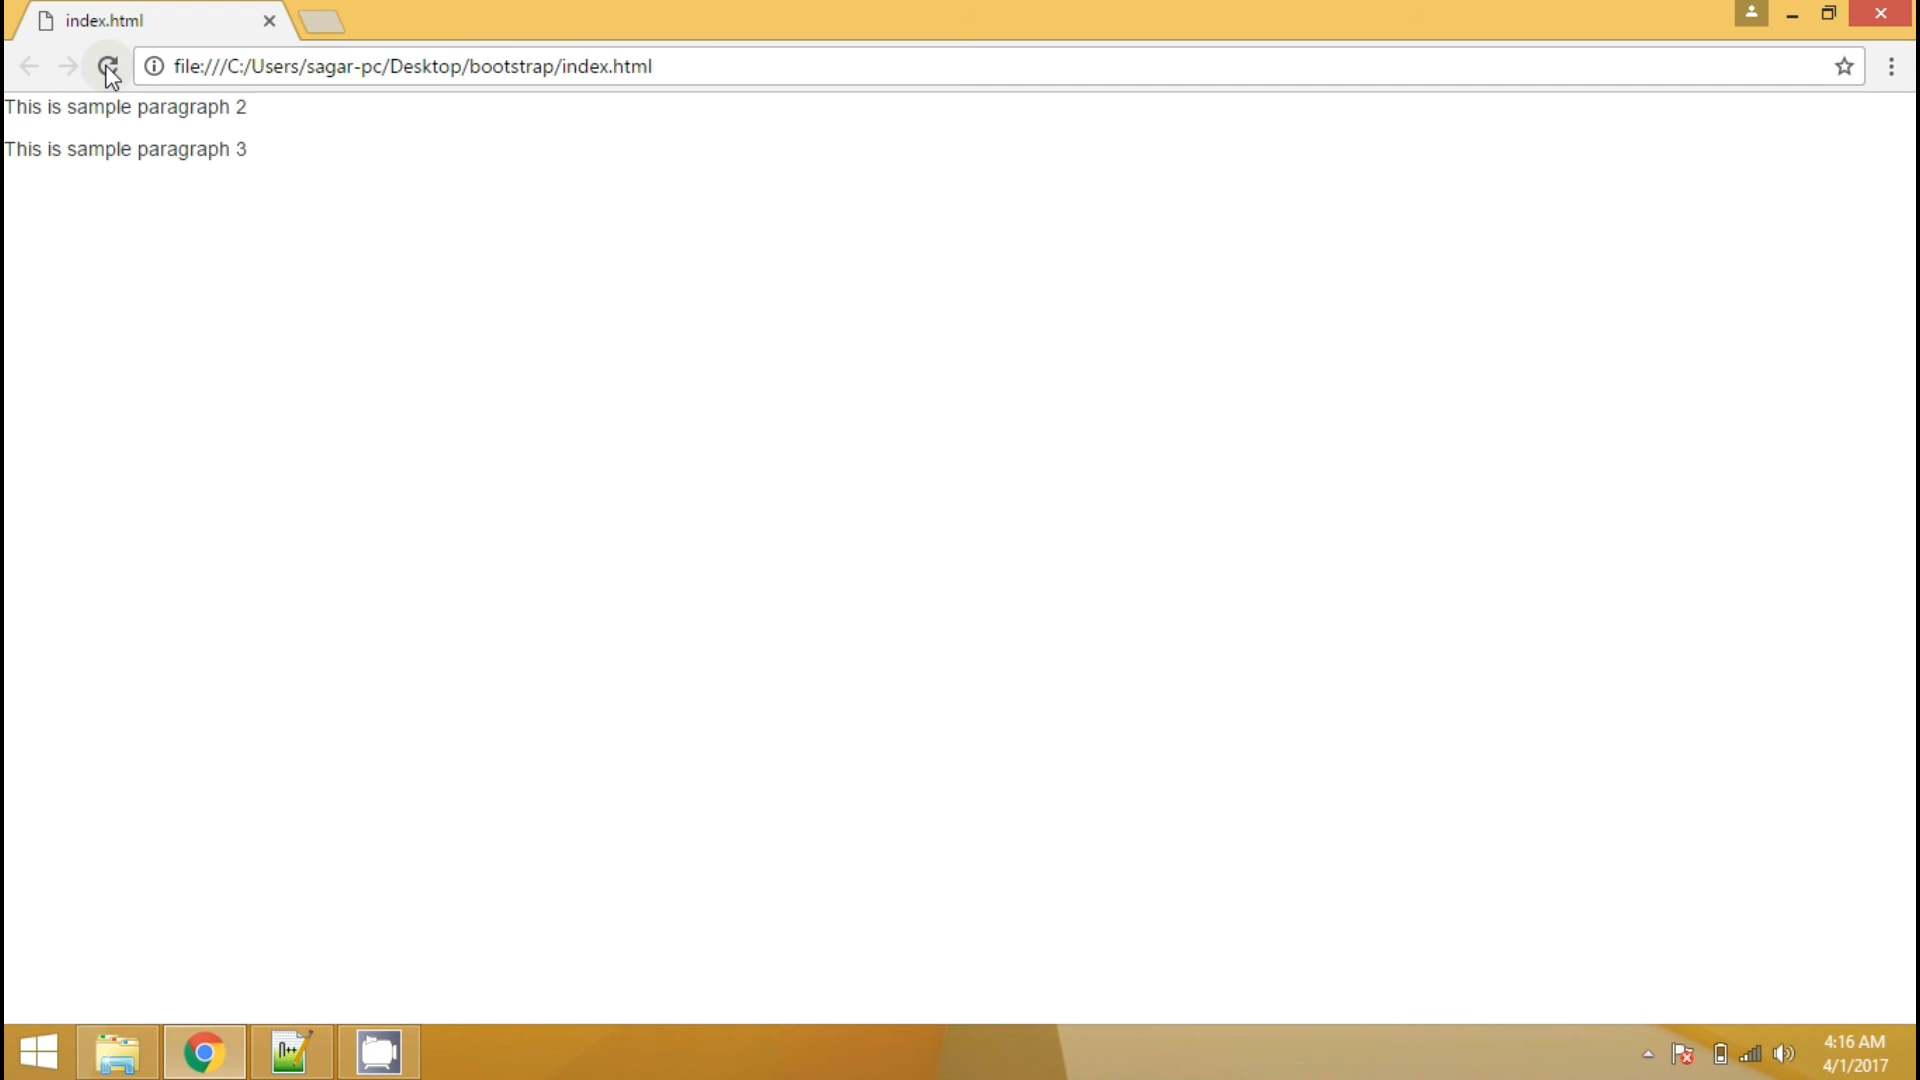 index.html
file:///C:/Users/sagar-pc/Desktop/bootstrap/index.html
This is sample paragraph 2
This is sample paragraph 3
n++
4:16 AM
4/1/2017